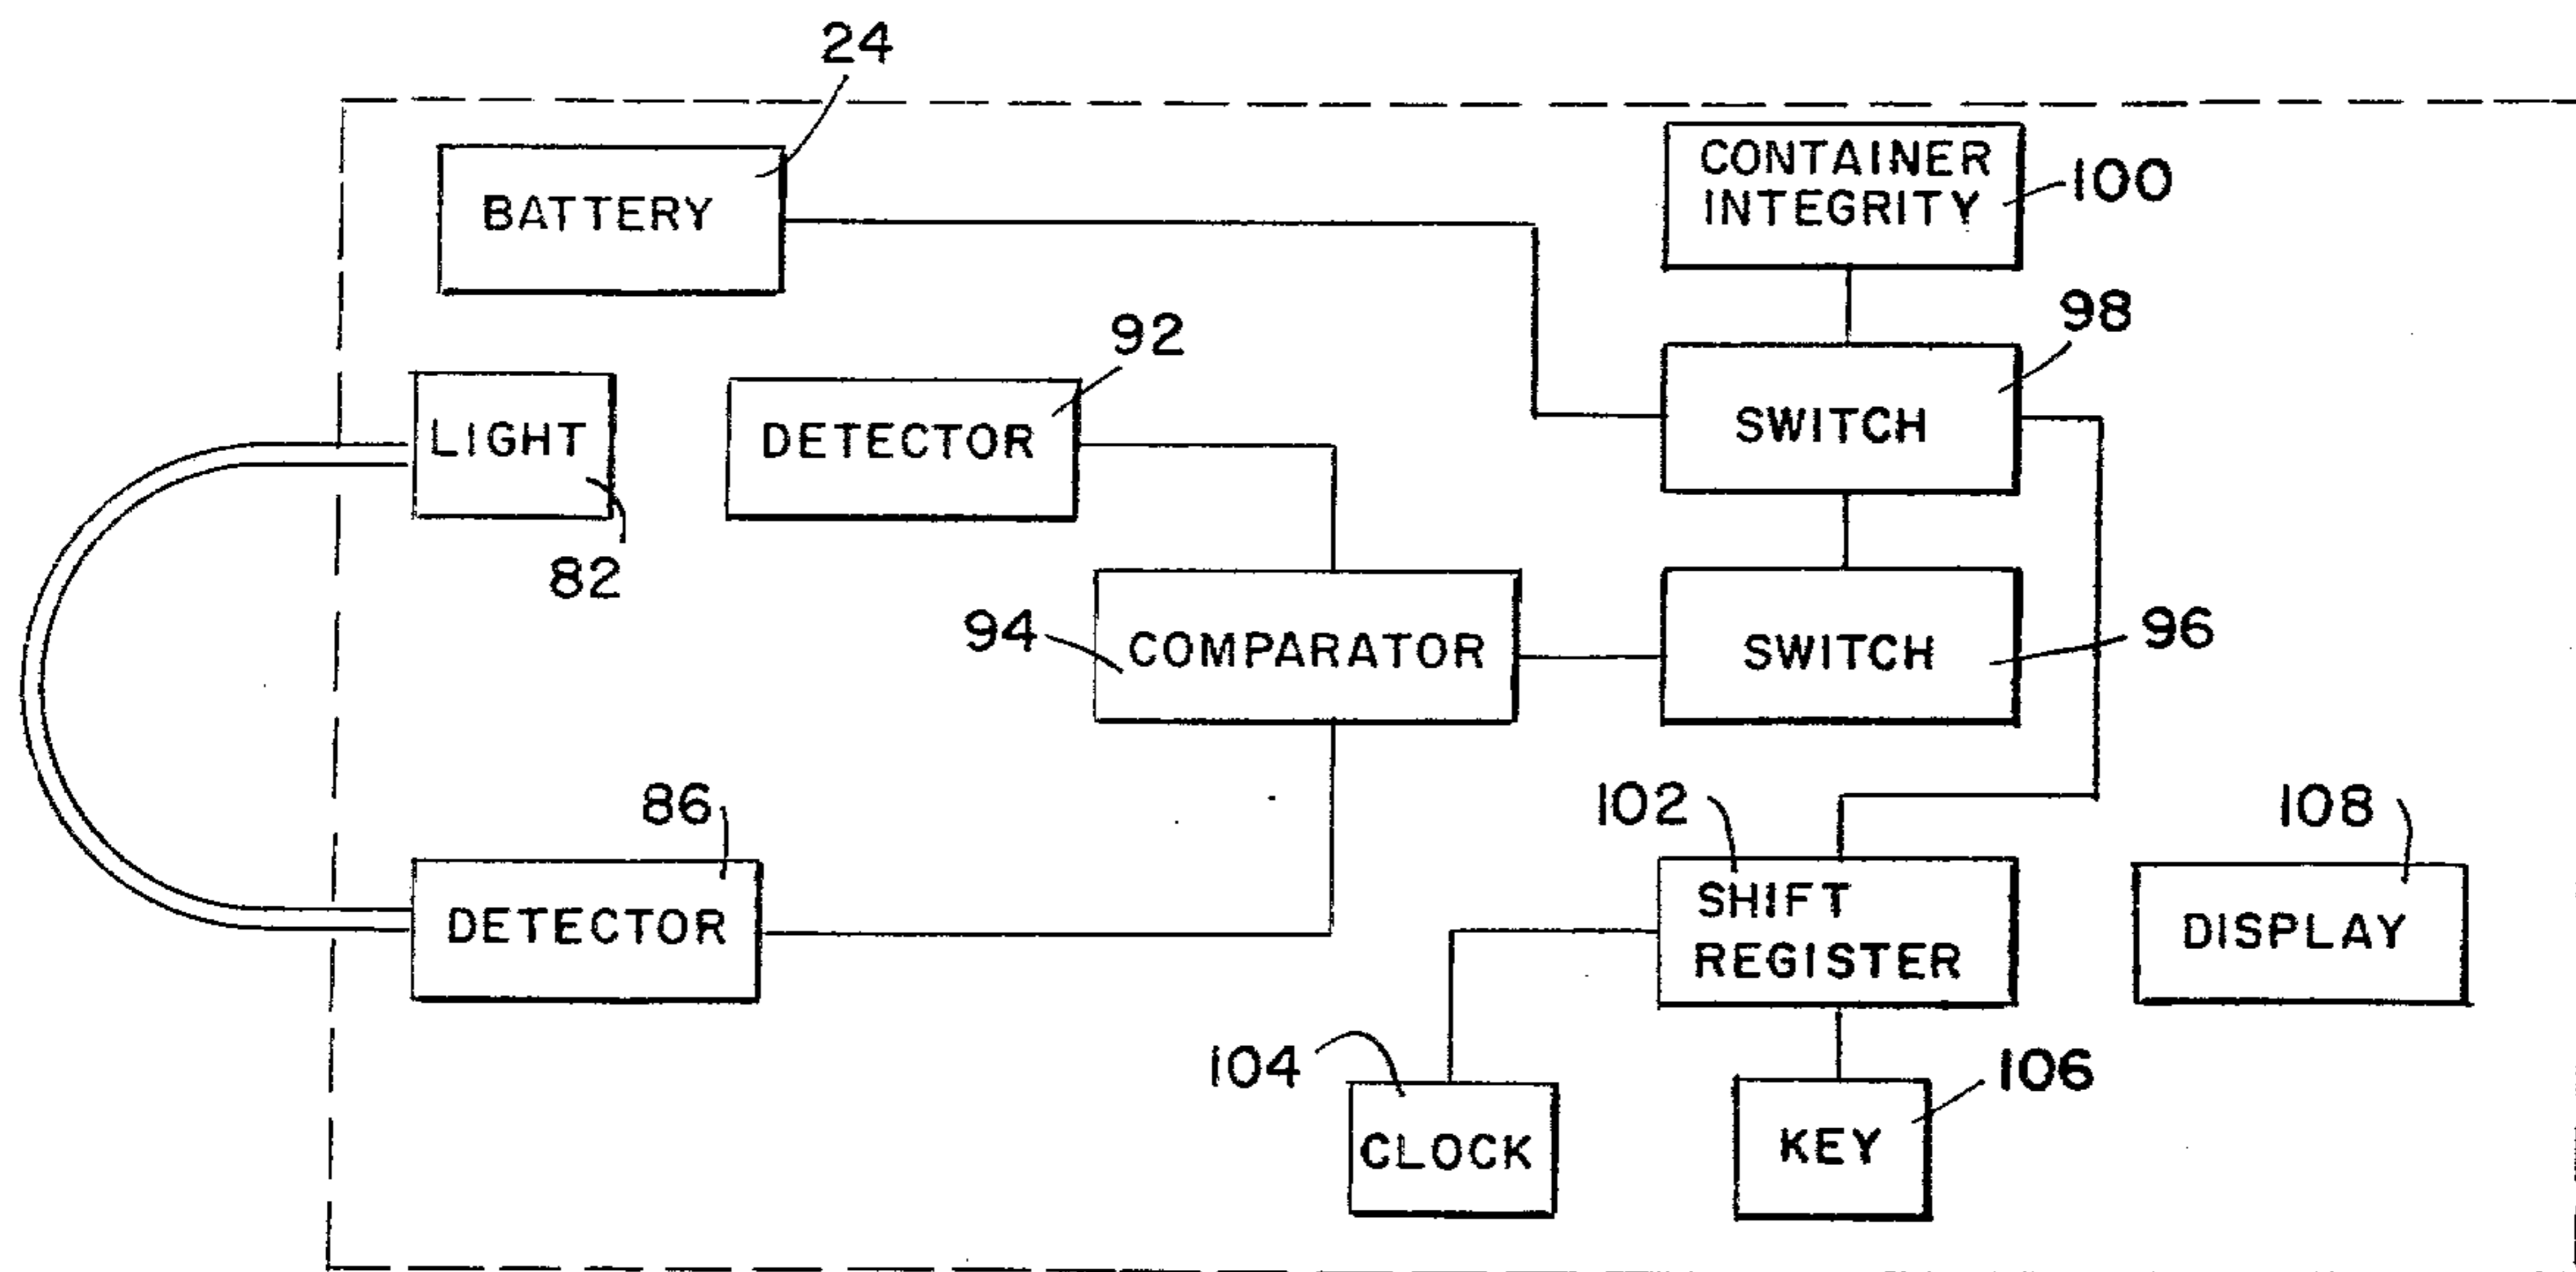 24
BATTERY
CONTAINER
INTEGRITY
100
98
92
LIGHT
DETECTOR
SWITCH
82
94
COMPARATOR
SWITCH
96
86
102
108
DETECTOR
SHIFT
REGISTER
DISPLAY
104
106
CLOCK
KEY